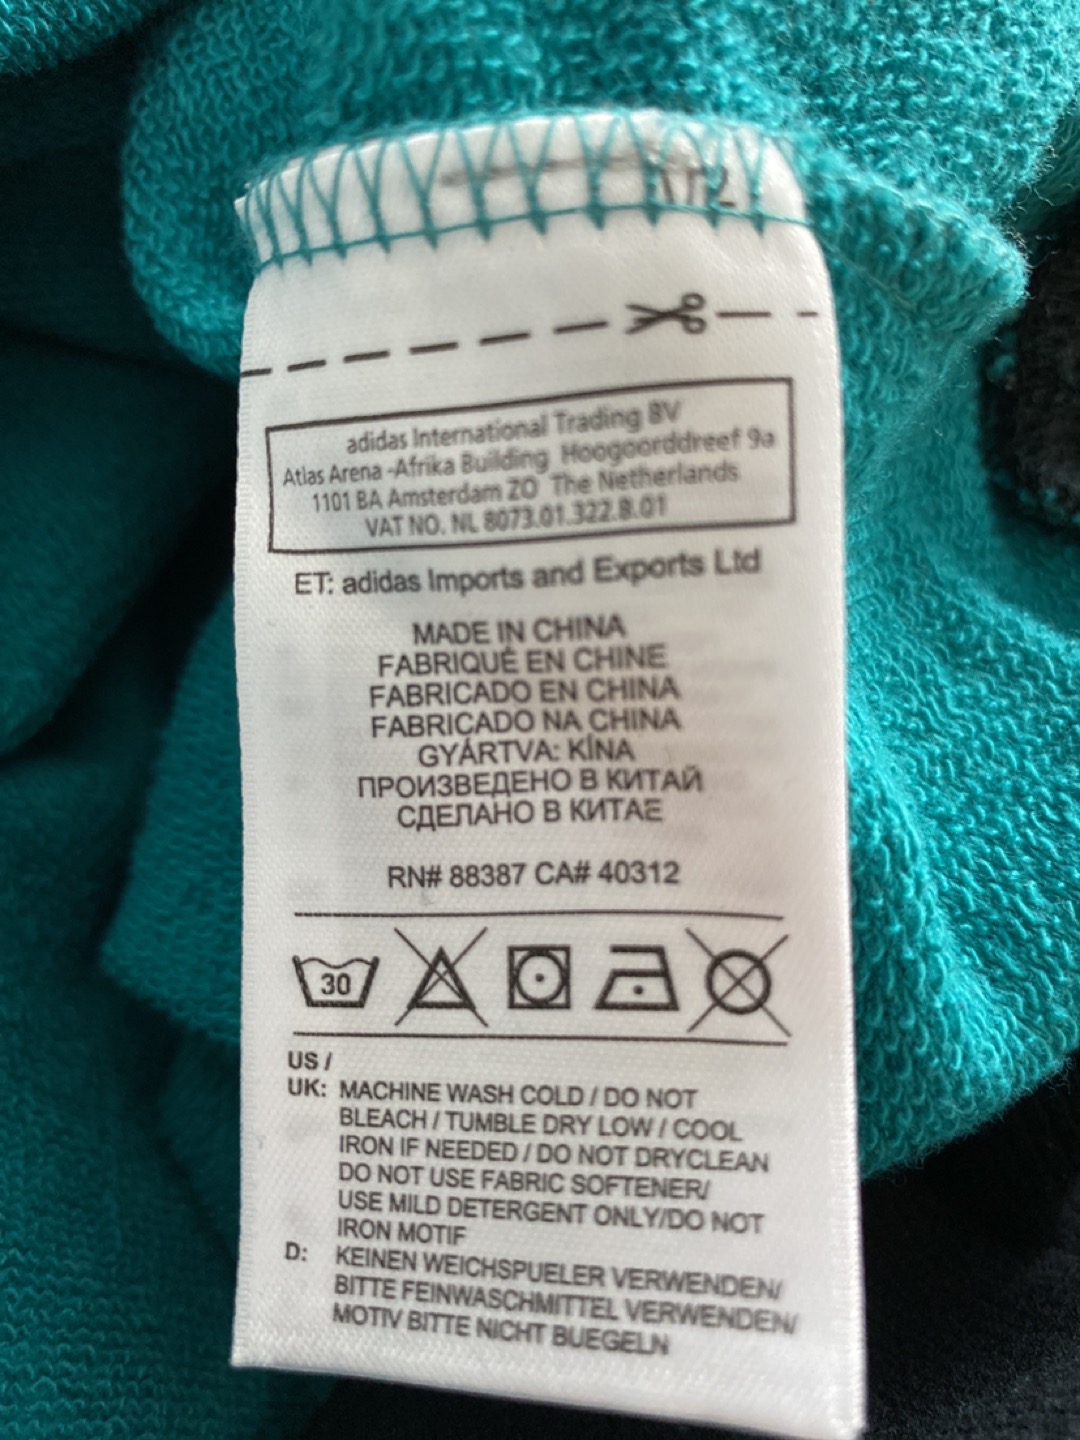 adidas International Trading BV
Atlas Arena -Afrika Building Hoogoorddreef 9a
1101 BA Amsterdam ZO The Netherlands
VAT NO. NL 8073.01.322.B.01
ET: adidas Imports and Exports Ltd
MADE IN CHINA
FABRIQUÉ EN CHINE
FABRICADO EN CHINA
FABRICADO NA CHINA
GYÁRTVA: KÍNA
ПРОИЗВЕДЕНО В КИТАЙ
СДЕЛАНО В КИТАЕ
RN# 88387 CA# 40312
30
US /
UK: MACHINE WASH COLD / DO NOT
BLEACH / TUMBLE DRY LOW / COOL
IRON IF NEEDED / DO NOT DRYCLEAN
DO NOT USE FABRIC SOFTENER/
USE MILD DETERGENT ONLY/DO NOT
IRON MOTIF
D: KEINEN WEICHSPUELER VERWENDEN/
BITTE FEINWASCHMITTEL VERWENDEN/
MOTIV BITTE NICHT BUEGELN